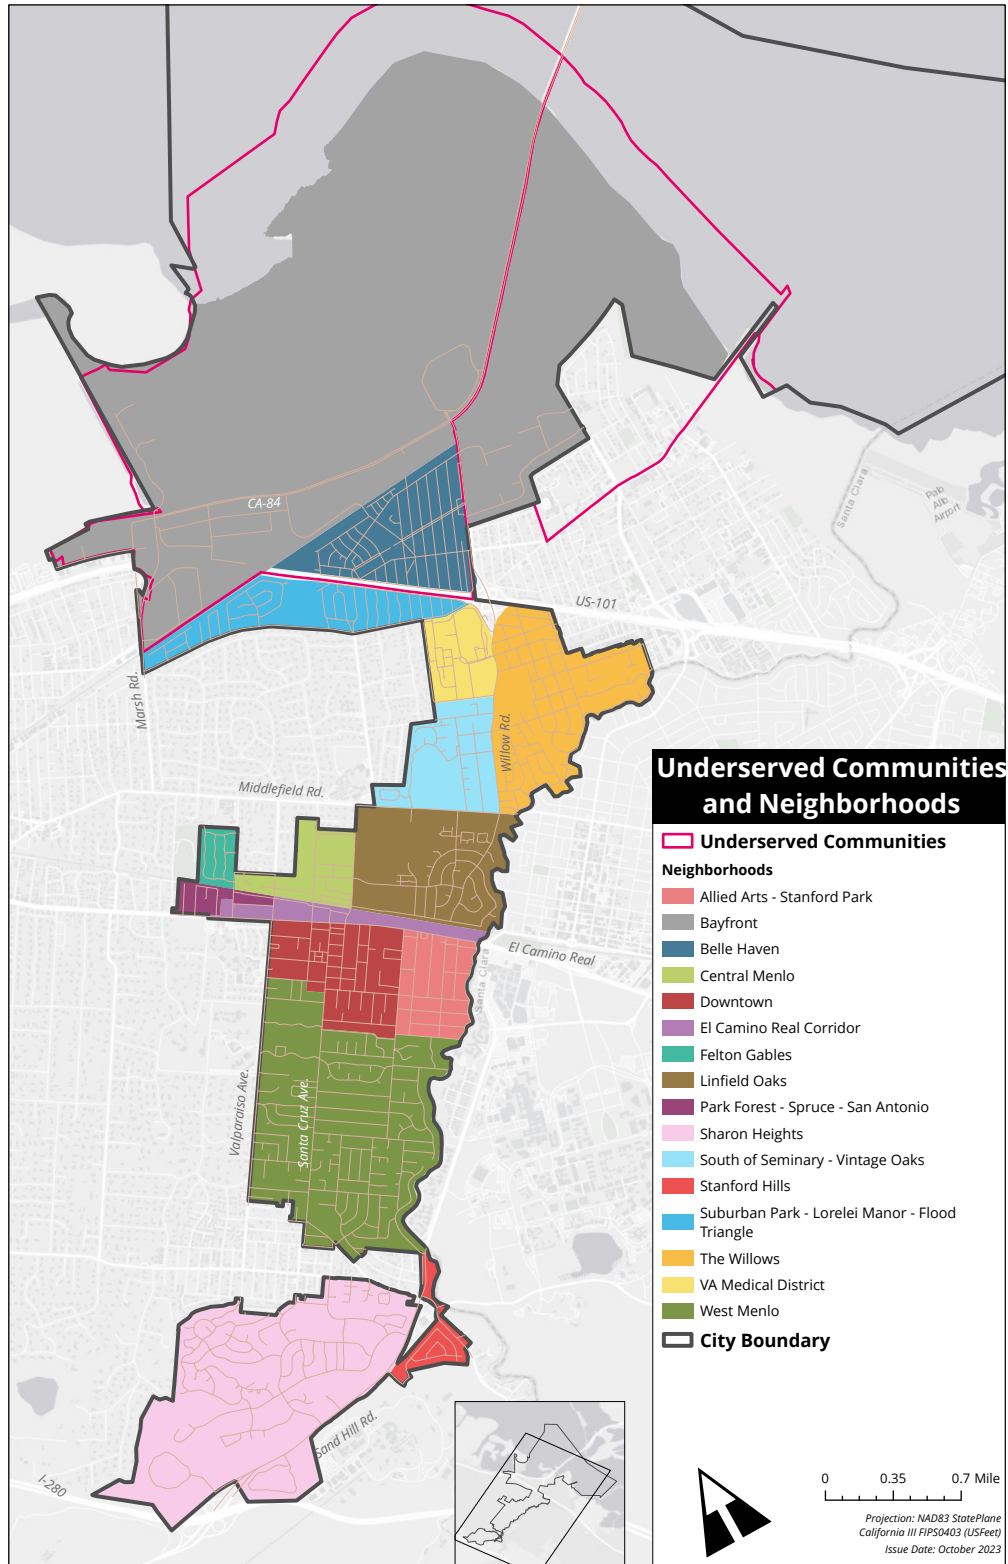 CA-84
Santa Clara
Palo
Alto
Airport
US-101
Marsh Rd.
Willow Rd.
Middlefield Rd.
El Camino Real
Santa Clara
Valparaiso Ave.
Santa Cruz Ave.
Sand Hill Rd.
I-280
Underserved Communities
and Neighborhoods
Underserved Communities
Neighborhoods
Allied Arts - Stanford Park
Bayfront
Belle Haven
Central Menlo
Downtown
El Camino Real Corridor
Felton Gables
Linfield Oaks
Park Forest - Spruce - San Antonio
Sharon Heights
South of Seminary - Vintage Oaks
Stanford Hills
Suburban Park - Lorelei Manor - Flood
Triangle
The Willows
VA Medical District
West Menlo
City Boundary
0 0.35 0.7 Mile
Projection: NAD83 StatePlane
California III FIPS0403 (USFeet)
Issue Date: October 2023